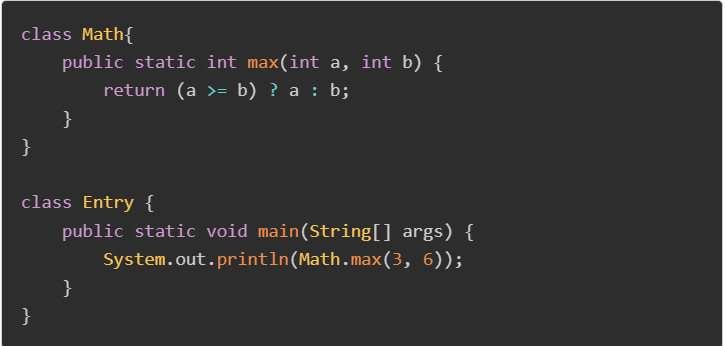 class Math{
    public static int max(int a, int b) {
        return (a >= b) ? a : b;
    }
}

class Entry {
    public static void main(String[] args) {
        System.out.println(Math.max(3, 6));
    }
}